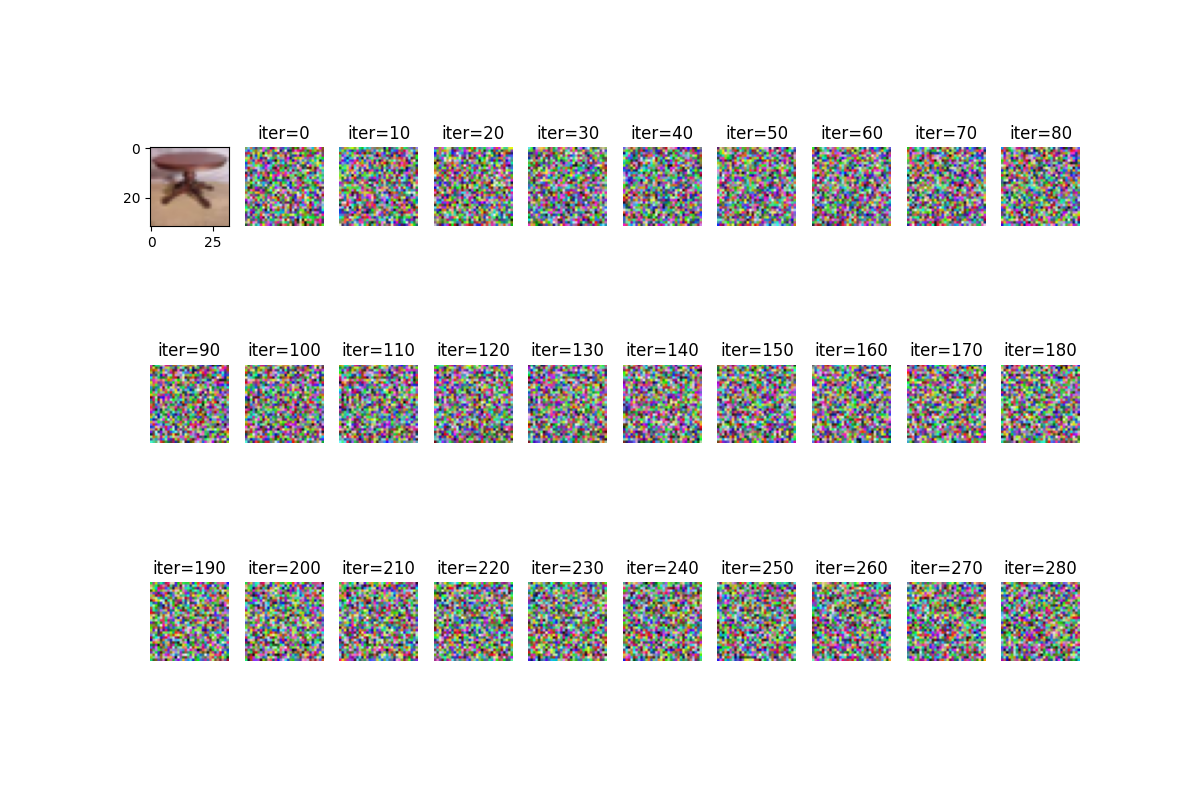 iter=0 iter=10 iter=20 iter=30 iter=40 iter=50 iter=60 iter=70 iter=80
0
20
0 25
iter=90 iter=100 iter=110 iter=120 iter=130 iter=140 iter=150 iter=160 iter=170 iter=180
iter=190 iter=200 iter=210 iter=220 iter=230 iter=240 iter=250 iter=260 iter=270 iter=280